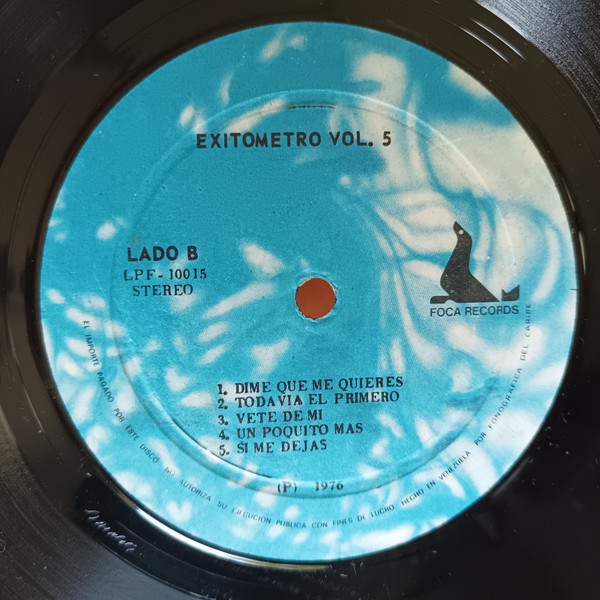 EXITOMETRO VOL. 5
LADO B
LPF-10015
STEREO
FOCA RECORDS
1. DIME QUE ME QUIERES
2. TODAVIA EL PRIMERO
3. VETE DE MI
4. UN POQUITO MAS
5. SI ME DEJAS
(P) 1976
EL IMPORTE PAGADO POR ESTE DISCO NO AUTORIZA SU EJECUCION PUBLICA CON FINES DE LUCRO HECHO EN VENEZUELA POR FONOGRAFICA DEL CARIBE